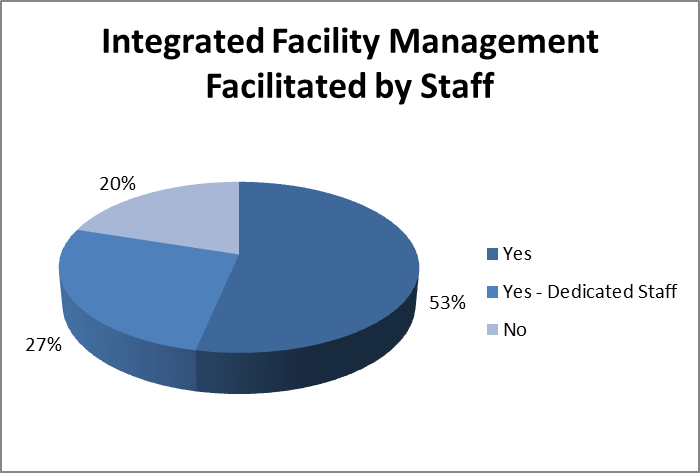 Integrated Facility Management
Facilitated by Staff
20%
53%
27%
Yes
Yes - Dedicated Staff
No